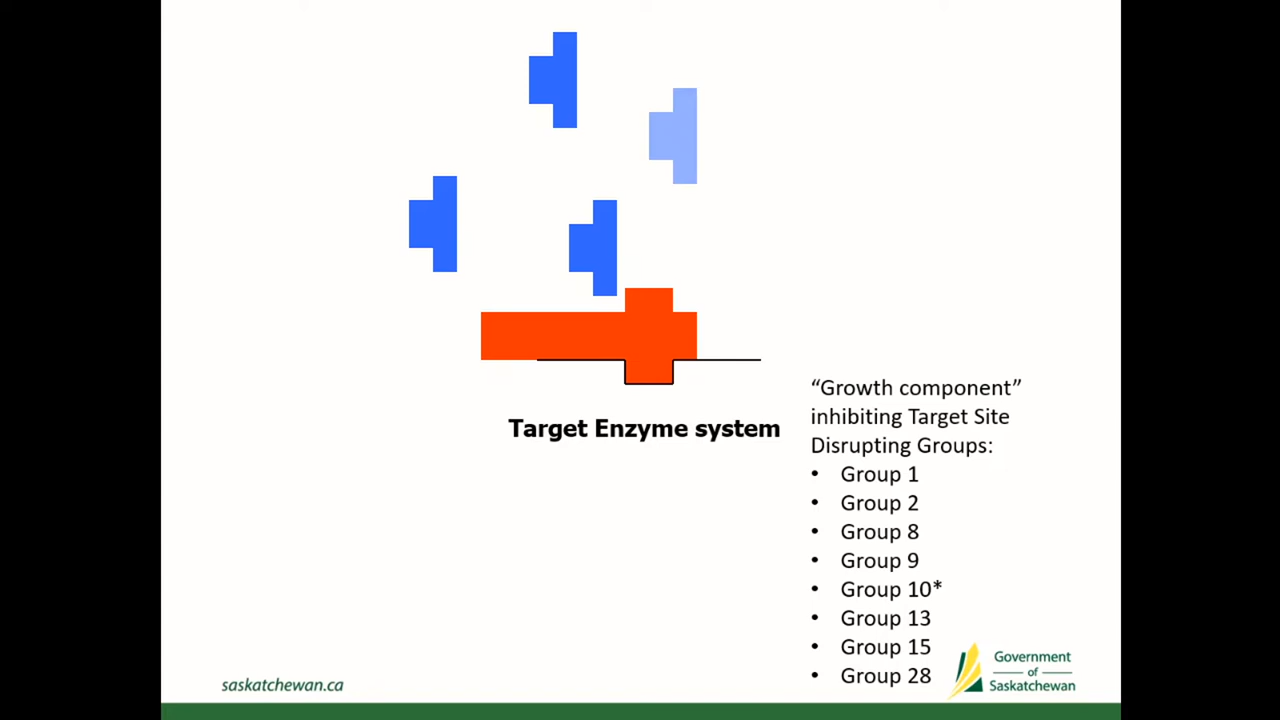 Target Enzyme system
“Growth component”
inhibiting Target Site
Disrupting Groups:
• Group 1
• Group 2
• Group 8
• Group 9
• Group 10*
• Group 13
• Group 15
• Group 28
saskatchewan.ca
Government
of
Saskatchewan